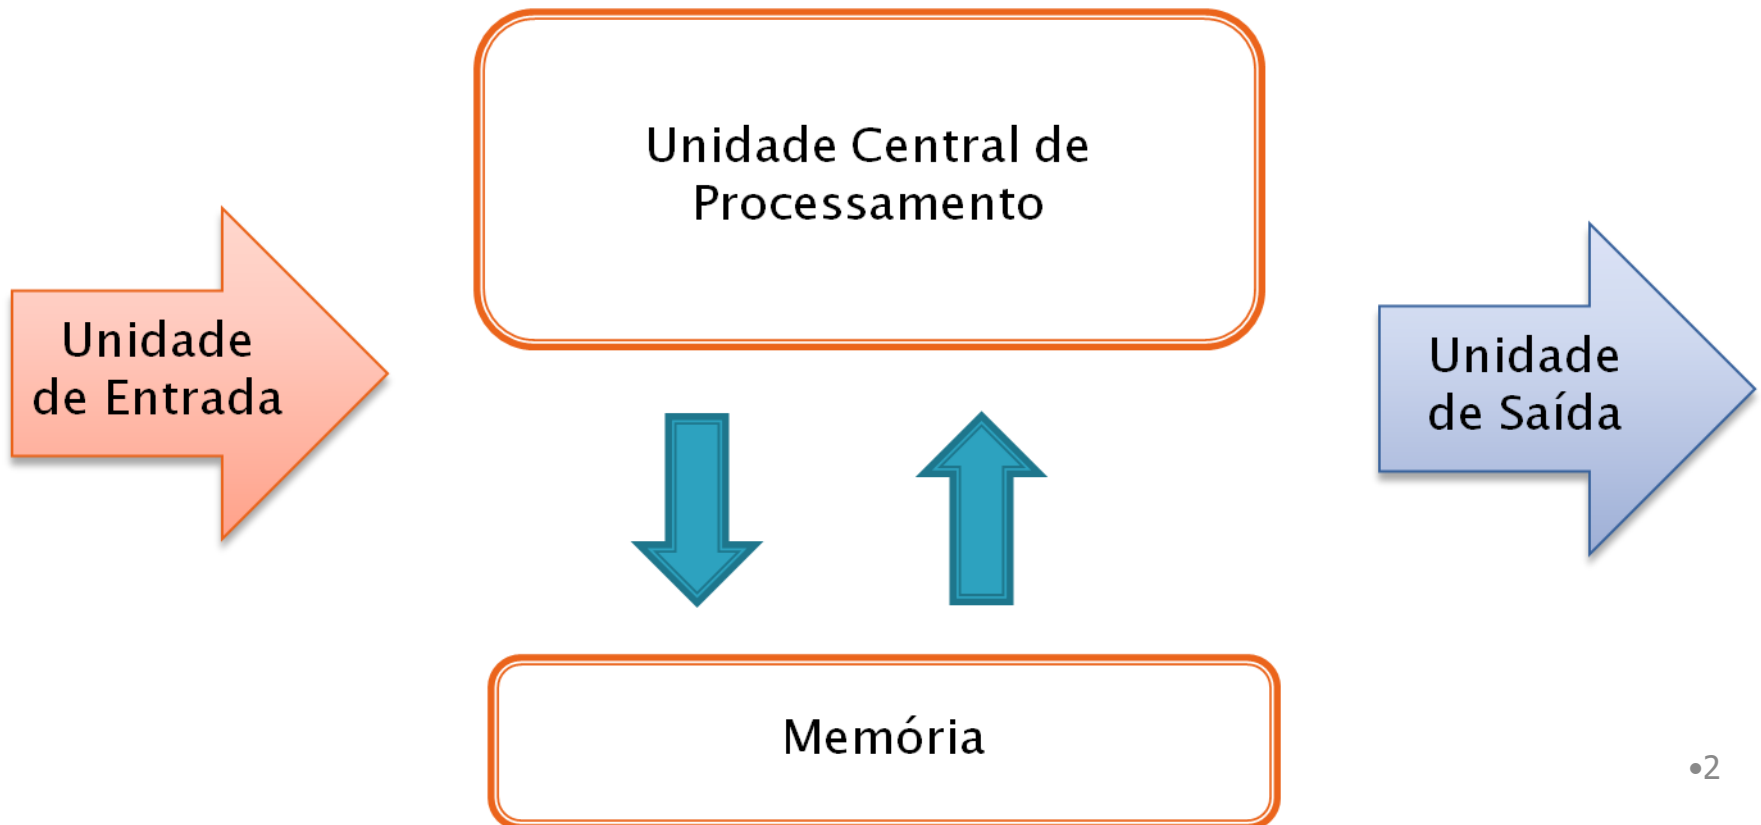 Unidade Central de
Processamento
Unidade
de Entrada
Unidade
de Saída
Memória
•2